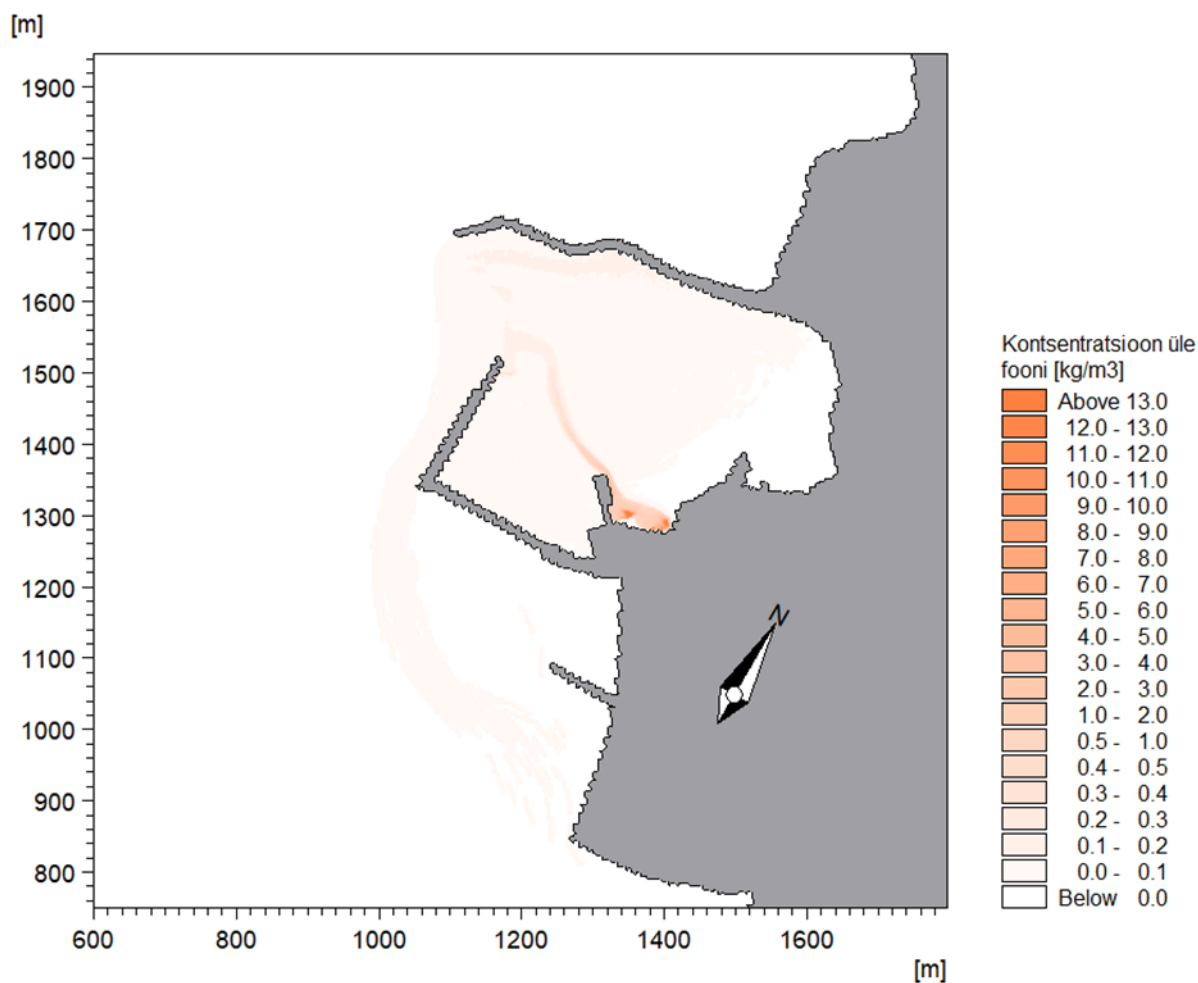 [m]
1900
1800
1700
1600
1500
1400
1300
1200
1100
1000
900
800
600
800
1000
1200
1400
1600
[m]
N
Kontsentratsioon üle
fooni [kg/m3]
Above 13.0
12.0 - 13.0
11.0 - 12.0
10.0 - 11.0
9.0 - 10.0
8.0 - 9.0
7.0 - 8.0
6.0 - 7.0
5.0 - 6.0
4.0 - 5.0
3.0 - 4.0
2.0 - 3.0
1.0 - 2.0
0.5 - 1.0
0.4 - 0.5
0.3 - 0.4
0.2 - 0.3
0.1 - 0.2
0.0 - 0.1
Below 0.0